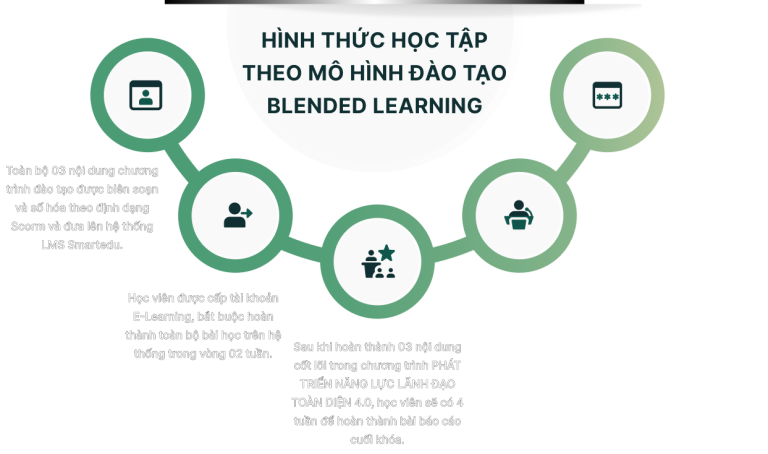 HÌNH THỨC HỌC TẬP
THEO MÔ HÌNH ĐÀO TẠO
BLENDED LEARNING
Toàn bộ 03 nội dung chương
trình đào tạo được biên soạn
và số hóa theo định dạng
Scorm và đưa lên hệ thống
LMS Smartedu.
Học viên được cấp tài khoản
E-Learning, bắt buộc hoàn
thành toàn bộ bài học trên hệ
thống trong vòng 02 tuần.
Sau khi hoàn thành 03 nội dung
cốt lõi trong chương trình PHÁT
TRIỂN NĂNG LỰC LÃNH ĐẠO
TOÀN DIỆN 4.0, học viên sẽ có 4
tuần để hoàn thành bài báo cáo
cuối khóa.